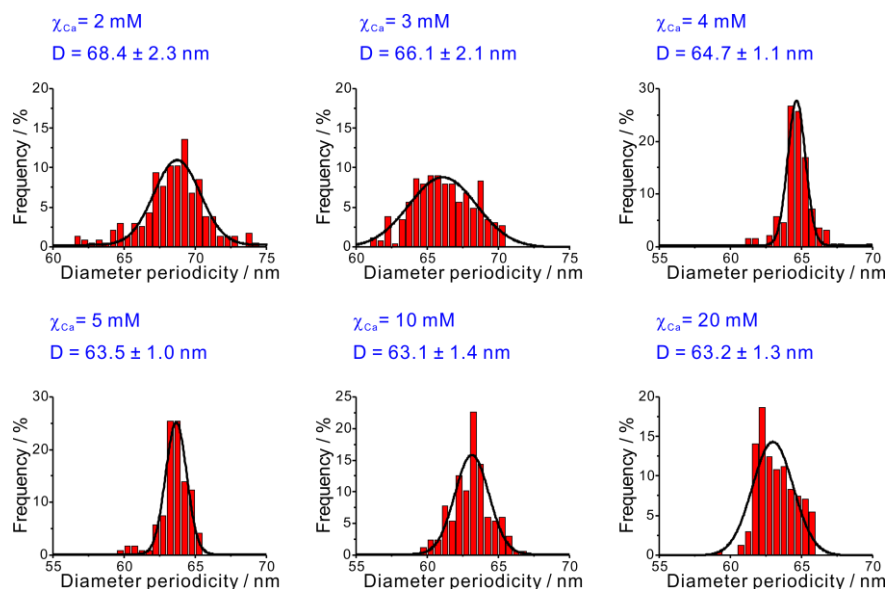 χCa= 2 mM
D = 68.4 ± 2.3 nm
Frequency / %
20
15
10
5
0
60 65 70 75
Diameter periodicity / nm
χCa= 3 mM
D = 66.1 ± 2.1 nm
Frequency / %
20
15
10
5
0
60 65 70 75
Diameter periodicity / nm
χCa= 4 mM
D = 64.7 ± 1.1 nm
Frequency / %
30
20
10
0
55 60 65 70
Diameter periodicity / nm
χCa= 5 mM
D = 63.5 ± 1.0 nm
Frequency / %
30
20
10
0
55 60 65 70
Diameter periodicity / nm
χCa= 10 mM
D = 63.1 ± 1.4 nm
Frequency / %
25
20
15
10
5
0
55 60 65 70
Diameter periodicity / nm
χCa= 20 mM
D = 63.2 ± 1.3 nm
Frequency / %
20
15
10
5
0
55 60 65 70
Diameter periodicity / nm